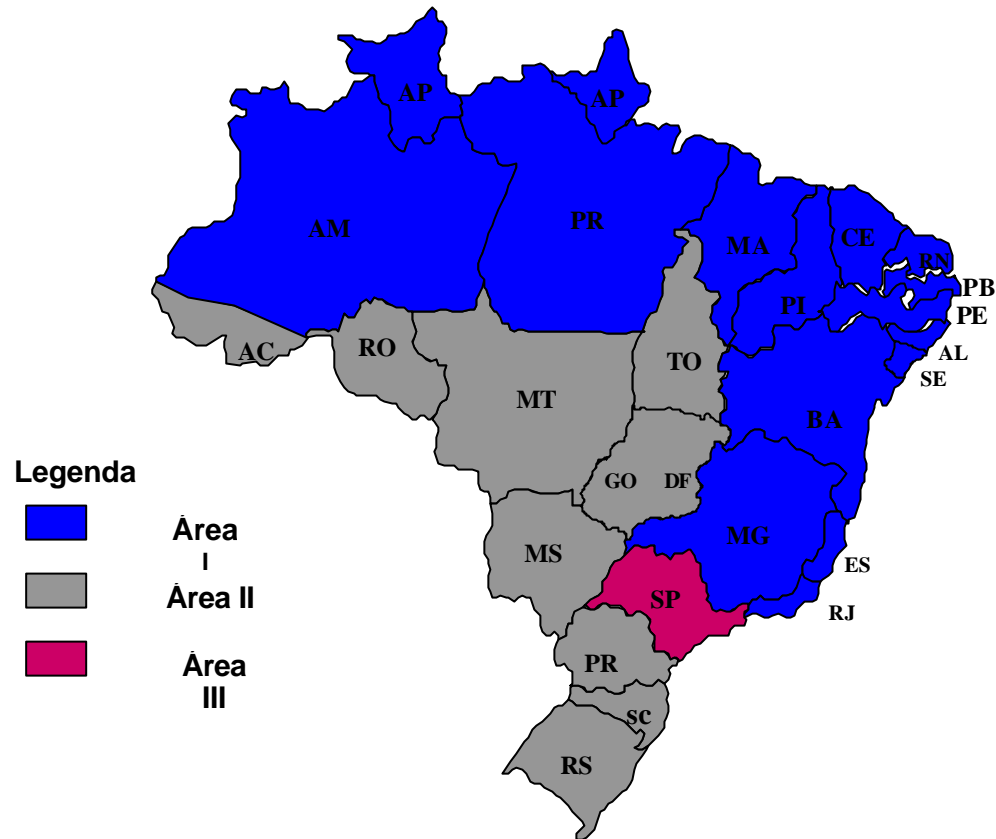 AP
AP
AM
PR
MA
CE
RN
PB
PI
PE
AC
RO
TO
AL
SE
MT
BA
Legenda
GO
DF
Área
I
MS
MG
ES
Área II
SP
RJ
PR
Área
III
sc
RS